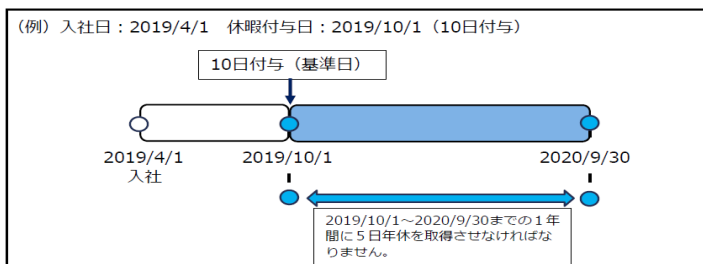 （例）入社日：2019/4/1　休暇付与日：2019/10/1（10日付与）
10日付与（基準日）
2019/4/1
入社
2019/10/1
2020/9/30
2019/10/1～2020/9/30までの１年
間に５日年休を取得させなければな
りません。